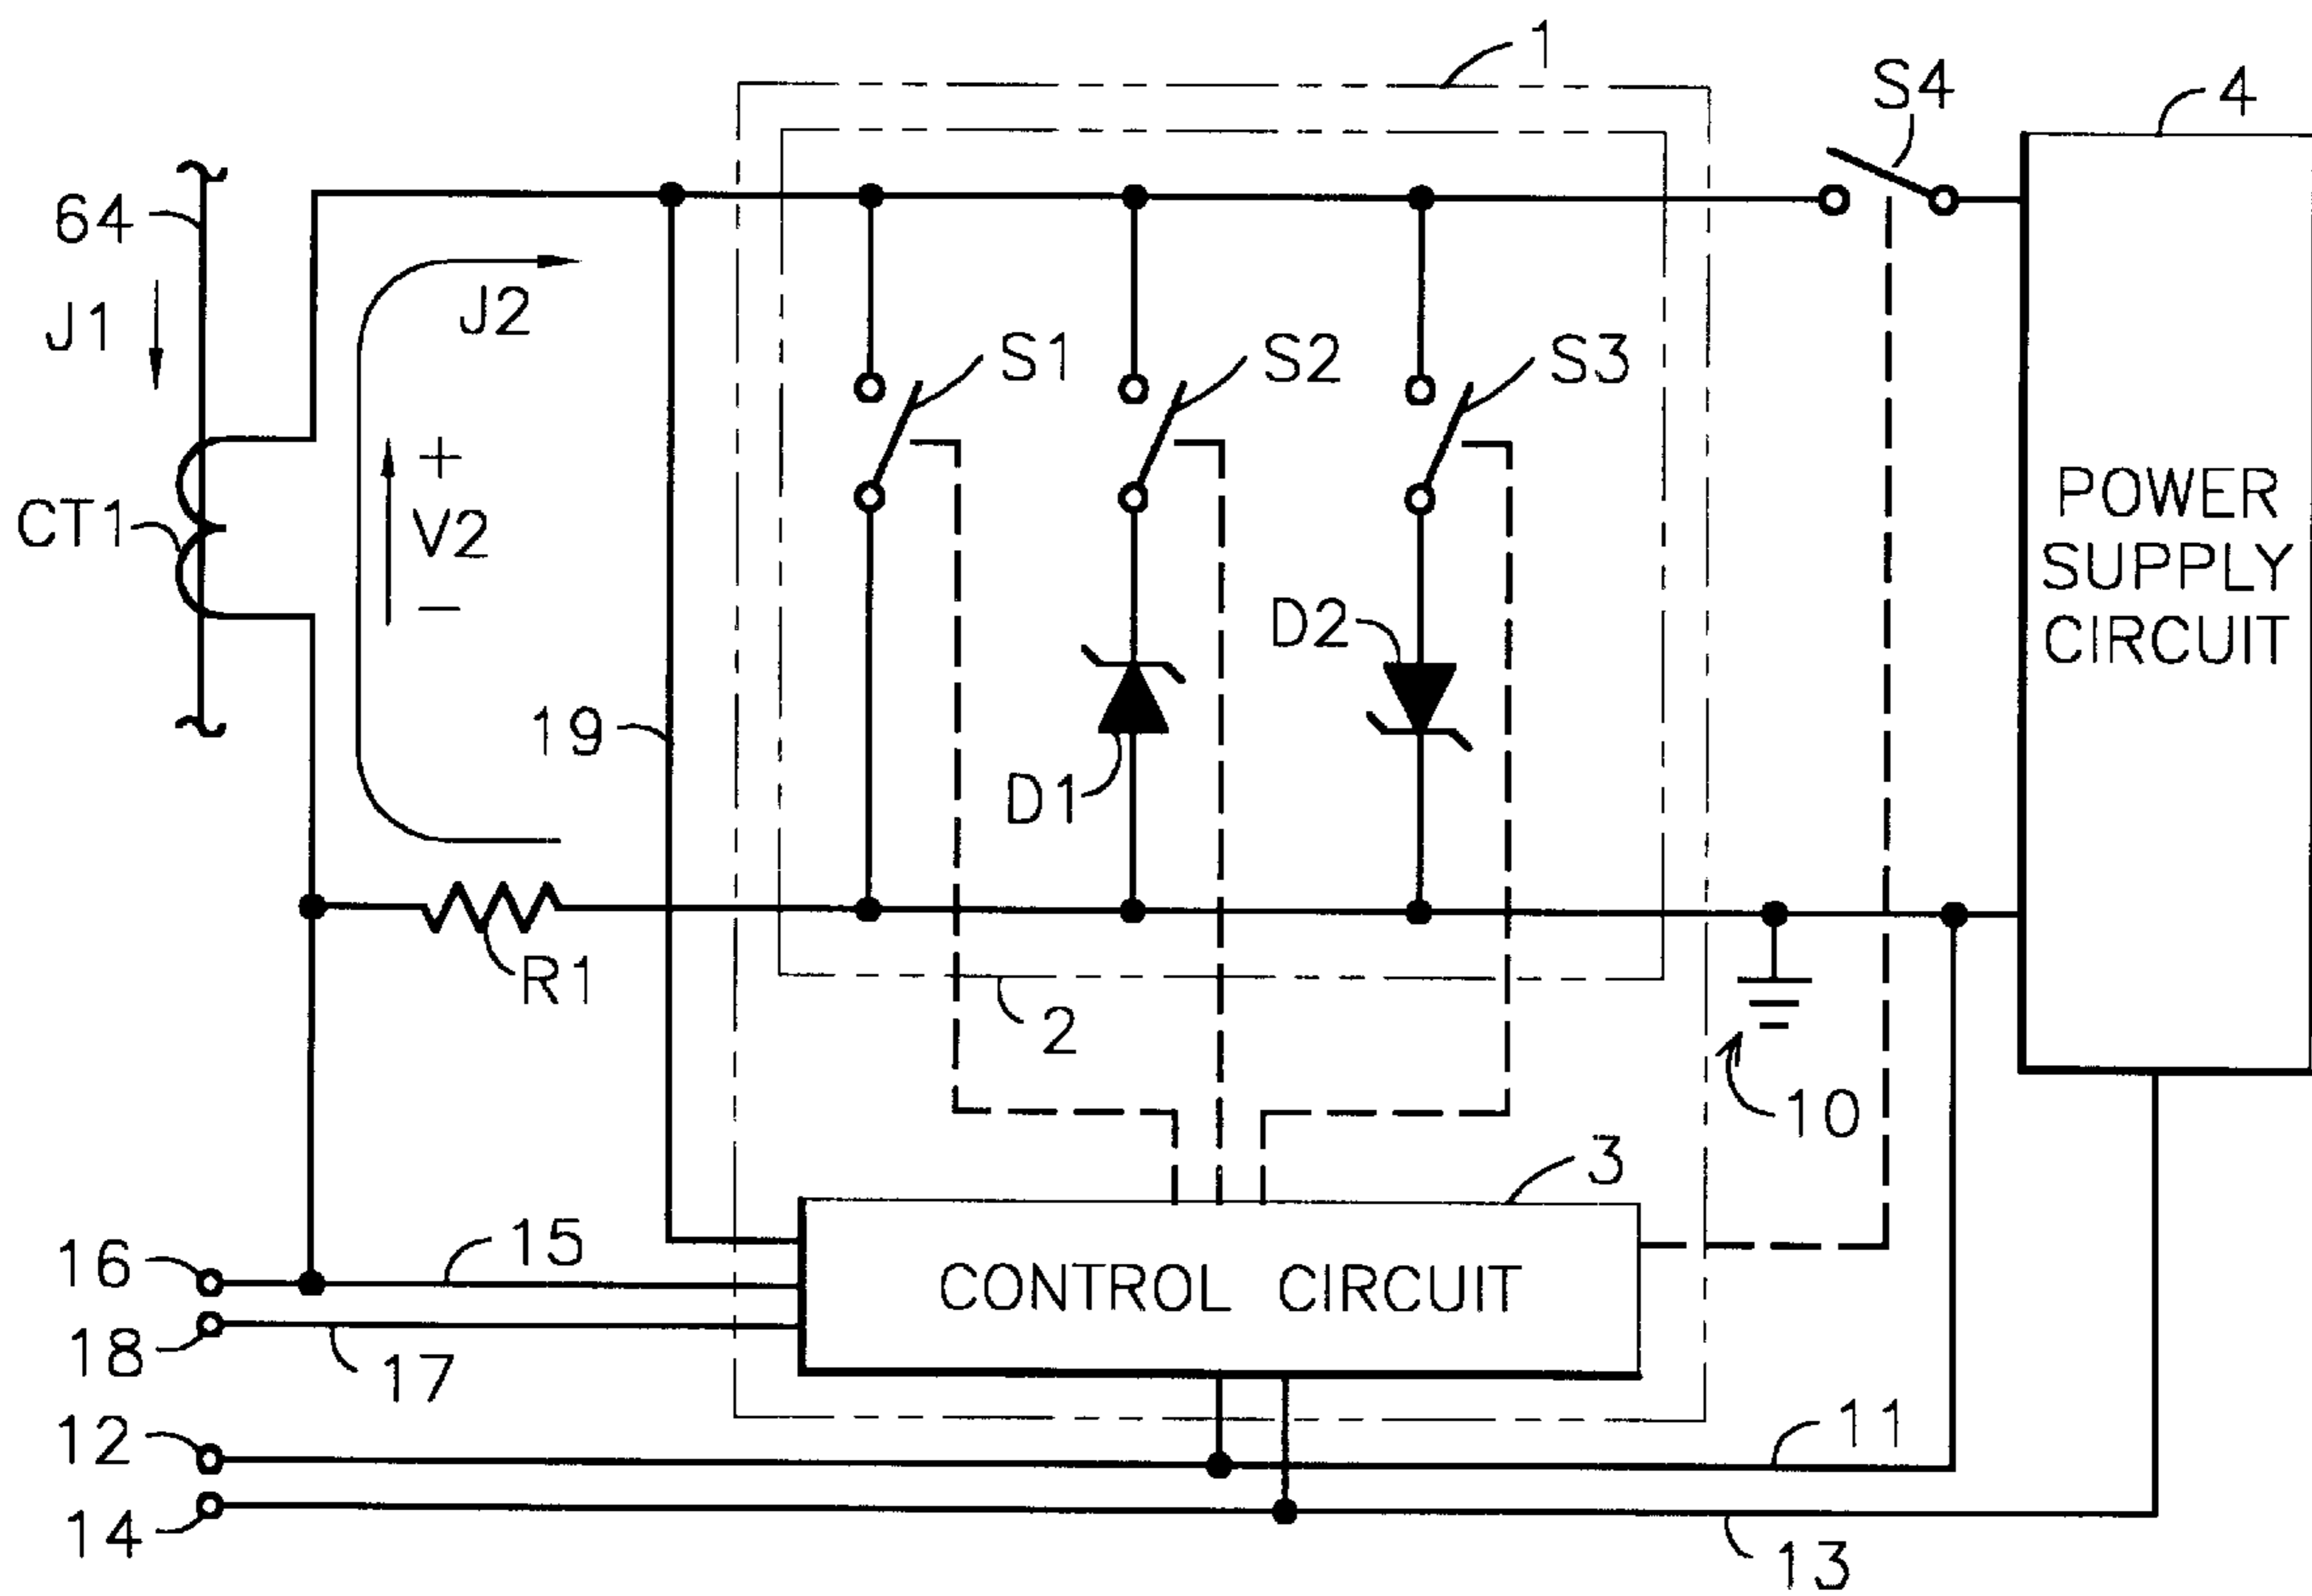 1
S4
4
64
J1
J2
S1
S2
S3
+
V2
−
CT1
POWER
SUPPLY
CIRCUIT
D2
19
D1
R1
2
10
3
16
15
CONTROL CIRCUIT
18
17
12
11
14
13